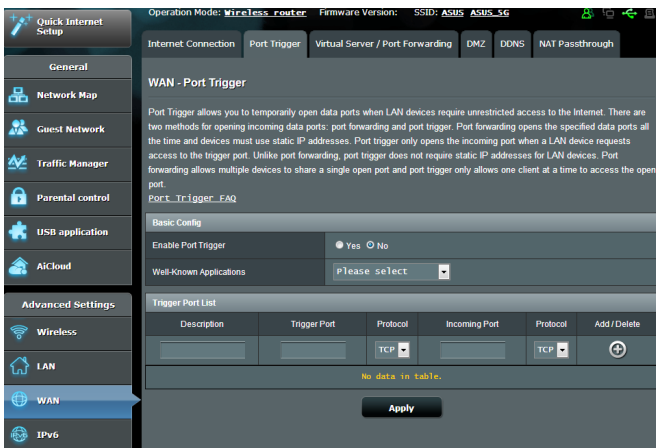 Quick Internet
Setup
Operation Mode: Wireless router Firmware Version: SSID: ASUS ASUS_5G
Internet Connection Port Trigger Virtual Server / Port Forwarding DMZ DDNS NAT Passthrough
General
Network Map
Guest Network
Traffic Manager
Parental control
USB application
AiCloud
Advanced Settings
Wireless
LAN
WAN
IPv6
WAN - Port Trigger
Port Trigger allows you to temporarily open data ports when LAN devices require unrestricted access to the Internet. There are
two methods for opening incoming data ports: port forwarding and port trigger. Port forwarding opens the specified data ports all
the time and devices must use static IP addresses. Port trigger only opens the incoming port when a LAN device requests
access to the trigger port. Unlike port forwarding, port trigger does not require static IP addresses for LAN devices. Port
forwarding allows multiple devices to share a single open port and port trigger only allows one client at a time to access the open
port.
Port Trigger FAQ
Basic Config
Enable Port Trigger Yes No
Well-Known Applications Please select
Trigger Port List
Description Trigger Port Protocol Incoming Port Protocol Add / Delete
TCP TCP
No data in table.
Apply